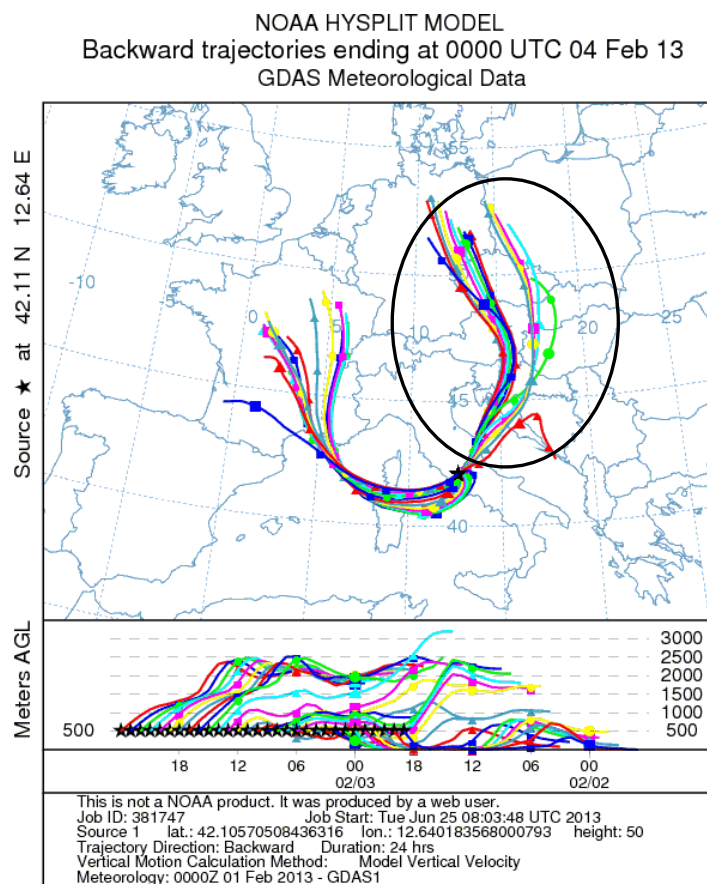 NOAA HYSPLIT MODEL
Backward trajectories ending at 0000 UTC 04 Feb 13
GDAS Meteorological Data
Source ★ at 42.11 N 12.64 E
55
-10
-5
0
5
10
15
20
25
45
40
Meters AGL
3000
2500
2000
1500
1000
500
500
18 12 06 00 18 12 06 00
02/03 02/02
This is not a NOAA product. It was produced by a web user.
Job ID: 381747 Job Start: Tue Jun 25 08:03:48 UTC 2013
Source 1 lat.: 42.10570508436316 lon.: 12.640183568000793 height: 50
Trajectory Direction: Backward Duration: 24 hrs
Vertical Motion Calculation Method: Model Vertical Velocity
Meteorology: 0000Z 01 Feb 2013 - GDAS1